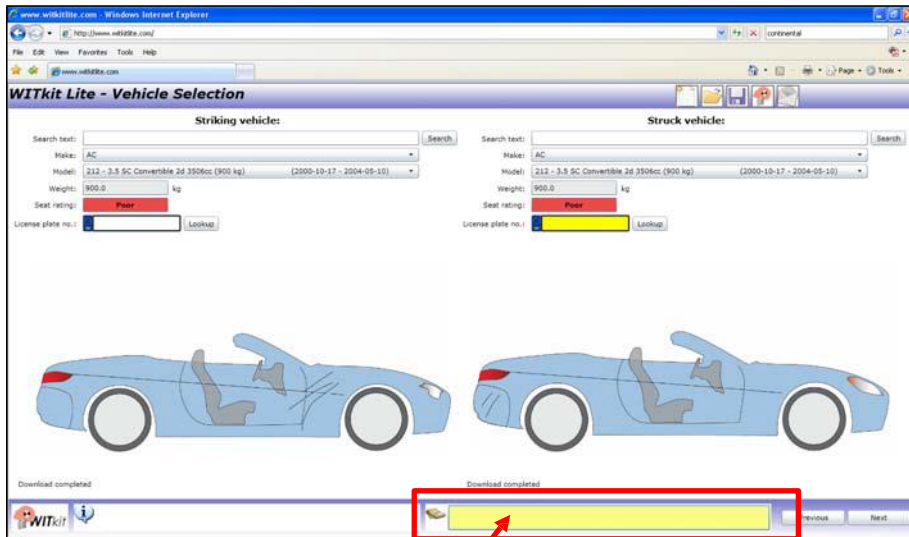 www.witkitlite.com - Windows Internet Explorer
http://www.witkitlite.com/
continental
File Edit View Favorites Tools Help
www.witkitlite.com
Page Tools
WITkit Lite - Vehicle Selection
Striking vehicle:
Struck vehicle:
Search text: Search
Search text: Search
Make: AC
Make: AC
Model: 212 - 3.5 SC Convertible 2d 3506cc (900 kg) (2000-10-17 - 2004-05-10)
Model: 212 - 3.5 SC Convertible 2d 3506cc (900 kg) (2000-10-17 - 2004-05-10)
Weight: 900.0 kg
Weight: 900.0 kg
Seat rating: Poor
Seat rating: Poor
License plate no.: Lookup
License plate no.: Lookup
Download completed
Download completed
WITkit
Previous Next